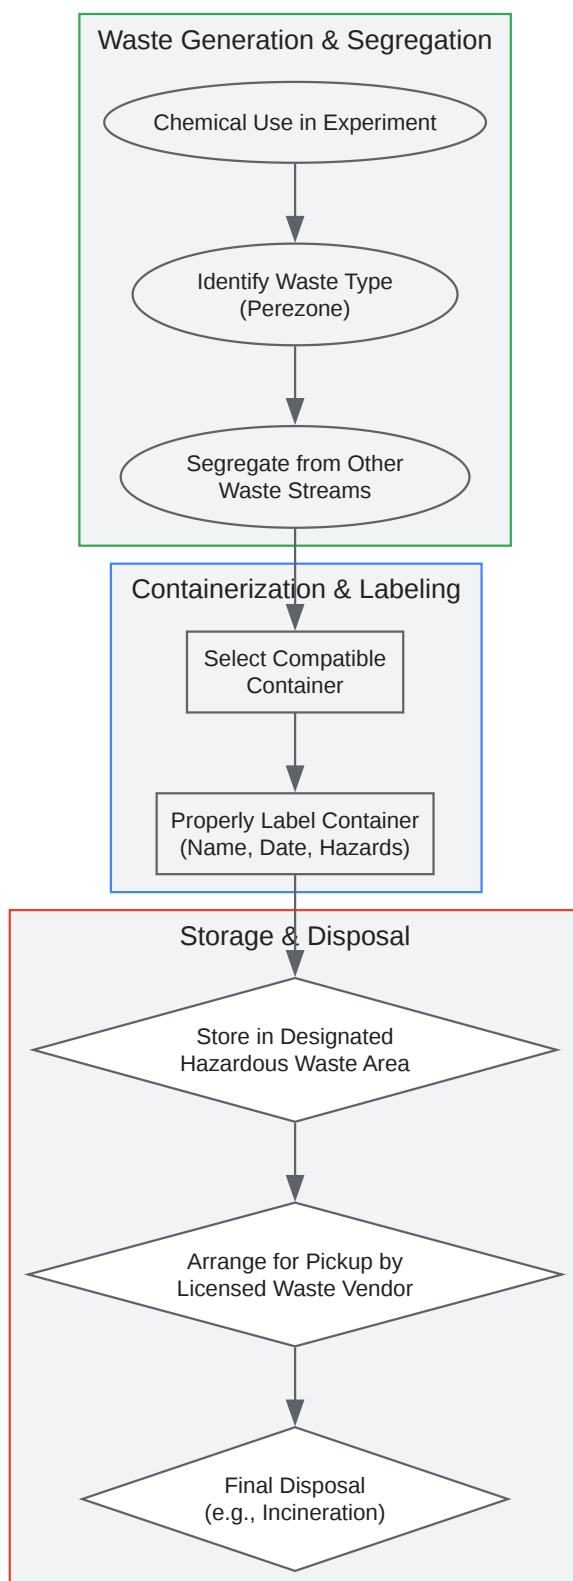 Waste Generation & Segregation
Chemical Use in Experiment
Identify Waste Type
(Perezone)
Segregate from Other
Waste Streams
Containerization & Labeling
Select Compatible
Container
Properly Label Container
(Name, Date, Hazards)
Storage & Disposal
Store in Designated
Hazardous Waste Area
Arrange for Pickup by
Licensed Waste Vendor
Final Disposal
(e.g., Incineration)